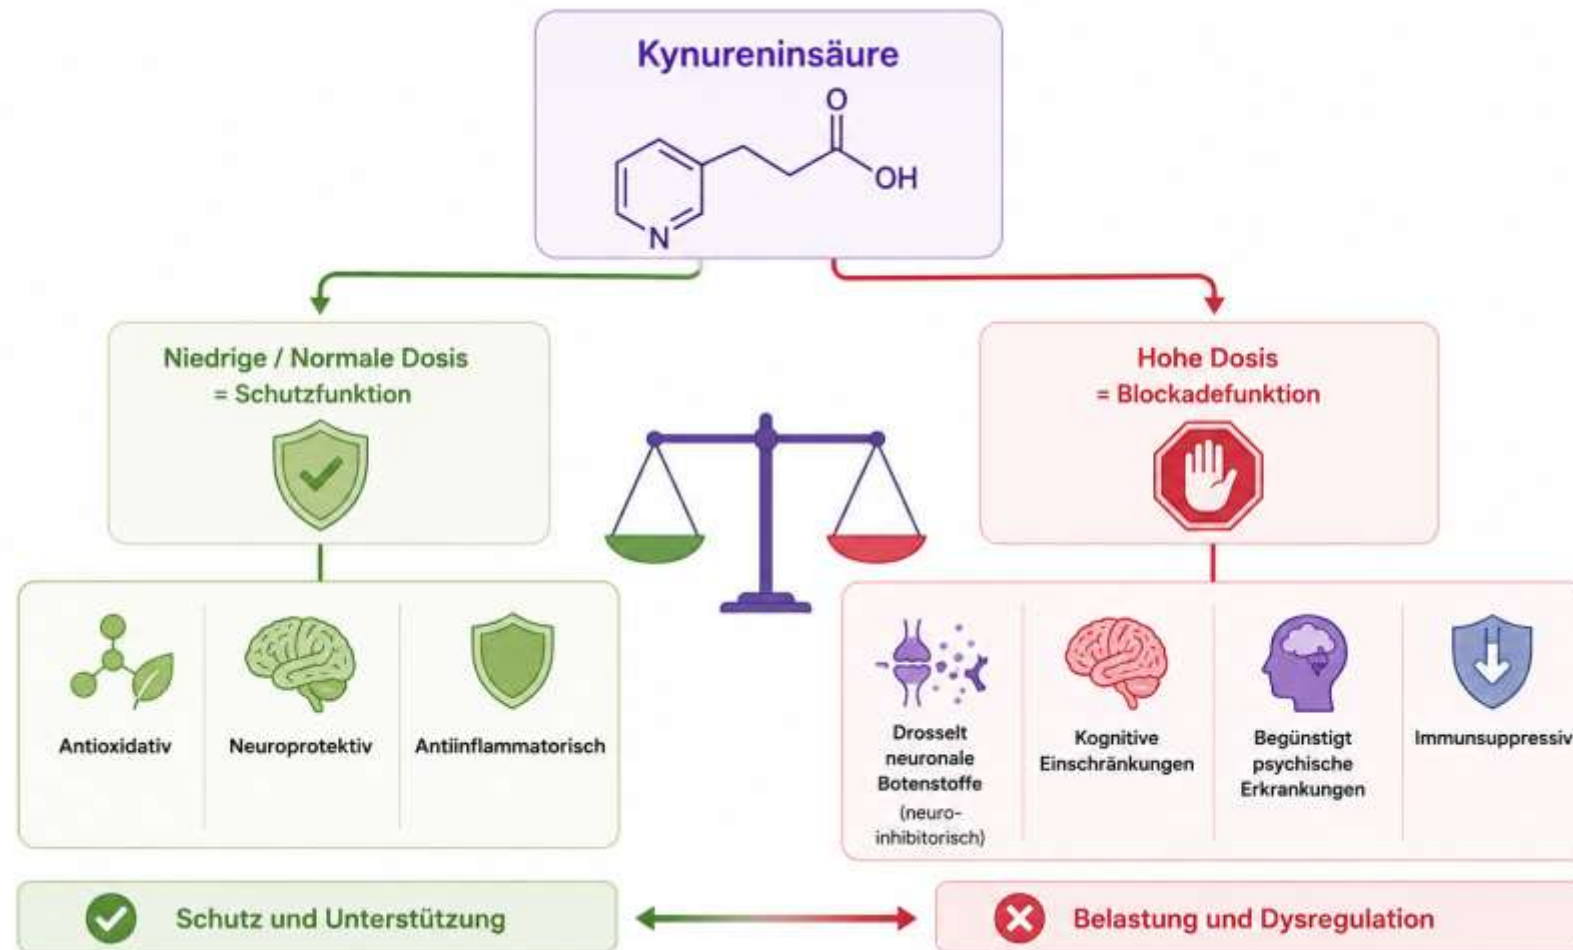 Kynureninsäure
O
OH
N
Niedrige / Normale Dosis
= Schutzfunktion
Hohe Dosis
= Blockadefunktion
Antioxidativ
Neuroprotektiv
Antiinflammatorisch
Drosselt
neuronale
Botenstoffe
(neuro-
inhibitorisch)
Kognitive
Einschränkungen
Begünstigt
psychische
Erkrankungen
Immunsuppressiv
Schutz und Unterstützung
Belastung und Dysregulation